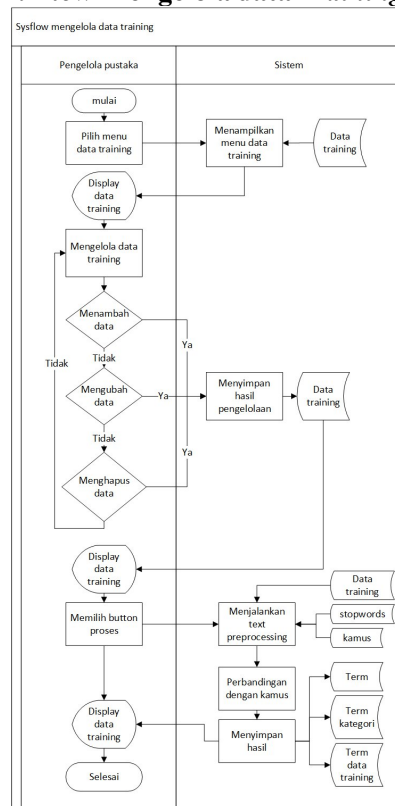 Sysflow mengelola data training
Pengelola pustaka
Sistem
mulai
Pilih menu
data training
Menampilkan
menu data
training
Data
training
Display
data
training
Mengelola data
training
Menambah
data
Ya
Tidak
Tidak
Mengubah
data
Ya
Menyimpan
hasil
pengelolaan
Data
training
Tidak
Ya
Menghapus
data
Display
data
training
Data
training
Memilih button
proses
Menjalankan
text
preprocessing
stopwords
kamus
Perbandingan
dengan kamus
Term
Display
data
training
Menyimpan
hasil
Term
kategori
Term
data
training
Selesai